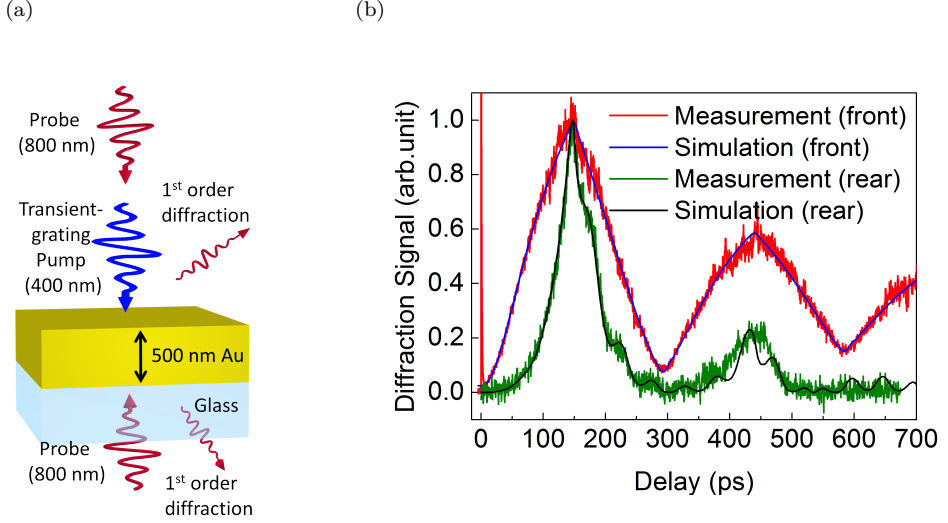 (a)
Probe
(800 nm)
1st order
diffraction
Transient-
grating
Pump
(400 nm)
500 nm Au
Glass
Probe
(800 nm)
1st order
diffraction
(b)
Diffraction Signal (arb.unit)
1.0
0.8
0.6
0.4
0.2
0.0
Measurement (front)
Simulation (front)
Measurement (rear)
Simulation (rear)
0 100 200 300 400 500 600 700
Delay (ps)